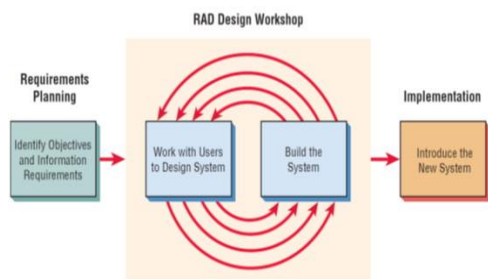 RAD Design Workshop
Requirements
Planning
Identify Objectives
and Information
Requirements
Work with Users
to Design System
Build the
System
Implementation
Introduce the
New System